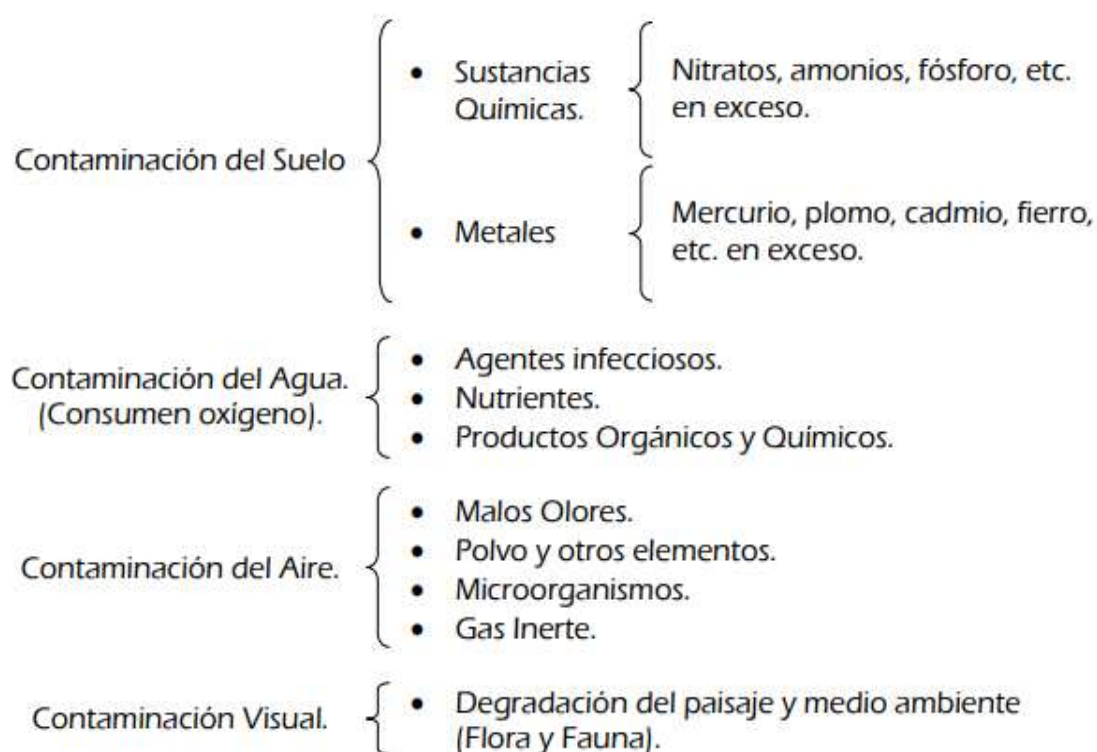 Contaminación del Suelo
• Sustancias
Químicas.
Nitratos, amonios, fósforo, etc.
en exceso.
• Metales
Mercurio, plomo, cadmio, fierro,
etc. en exceso.
Contaminación del Agua.
(Consumen oxígeno).
• Agentes infecciosos.
• Nutrientes.
• Productos Orgánicos y Químicos.
Contaminación del Aire.
• Malos Olores.
• Polvo y otros elementos.
• Microorganismos.
• Gas Inerte.
Contaminación Visual.
• Degradación del paisaje y medio ambiente
(Flora y Fauna).